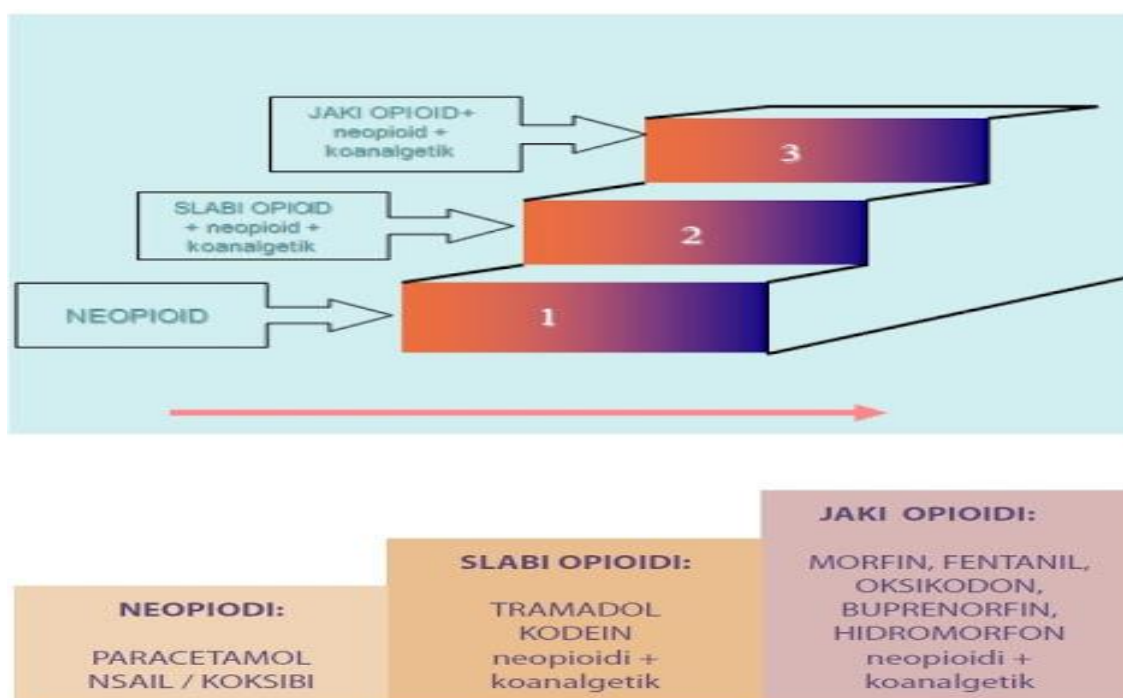 JAKI OPIOID+
neopioid +
koanalgetik
3
SLABI OPIOID
+ neopioid +
koanalgetik
2
NEOPIOID
1
JAKI OPIOIDI:
MORFIN, FENTANIL,
OKSIKODON,
BUPRENORFIN,
HIDROMORFON
neopioidi +
koanalgetik
SLABI OPIOIDI:
TRAMADOL
KODEIN
neopioidi +
koanalgetik
NEOPIODI:
PARACETAMOL
NSAIL / KOKSIBI